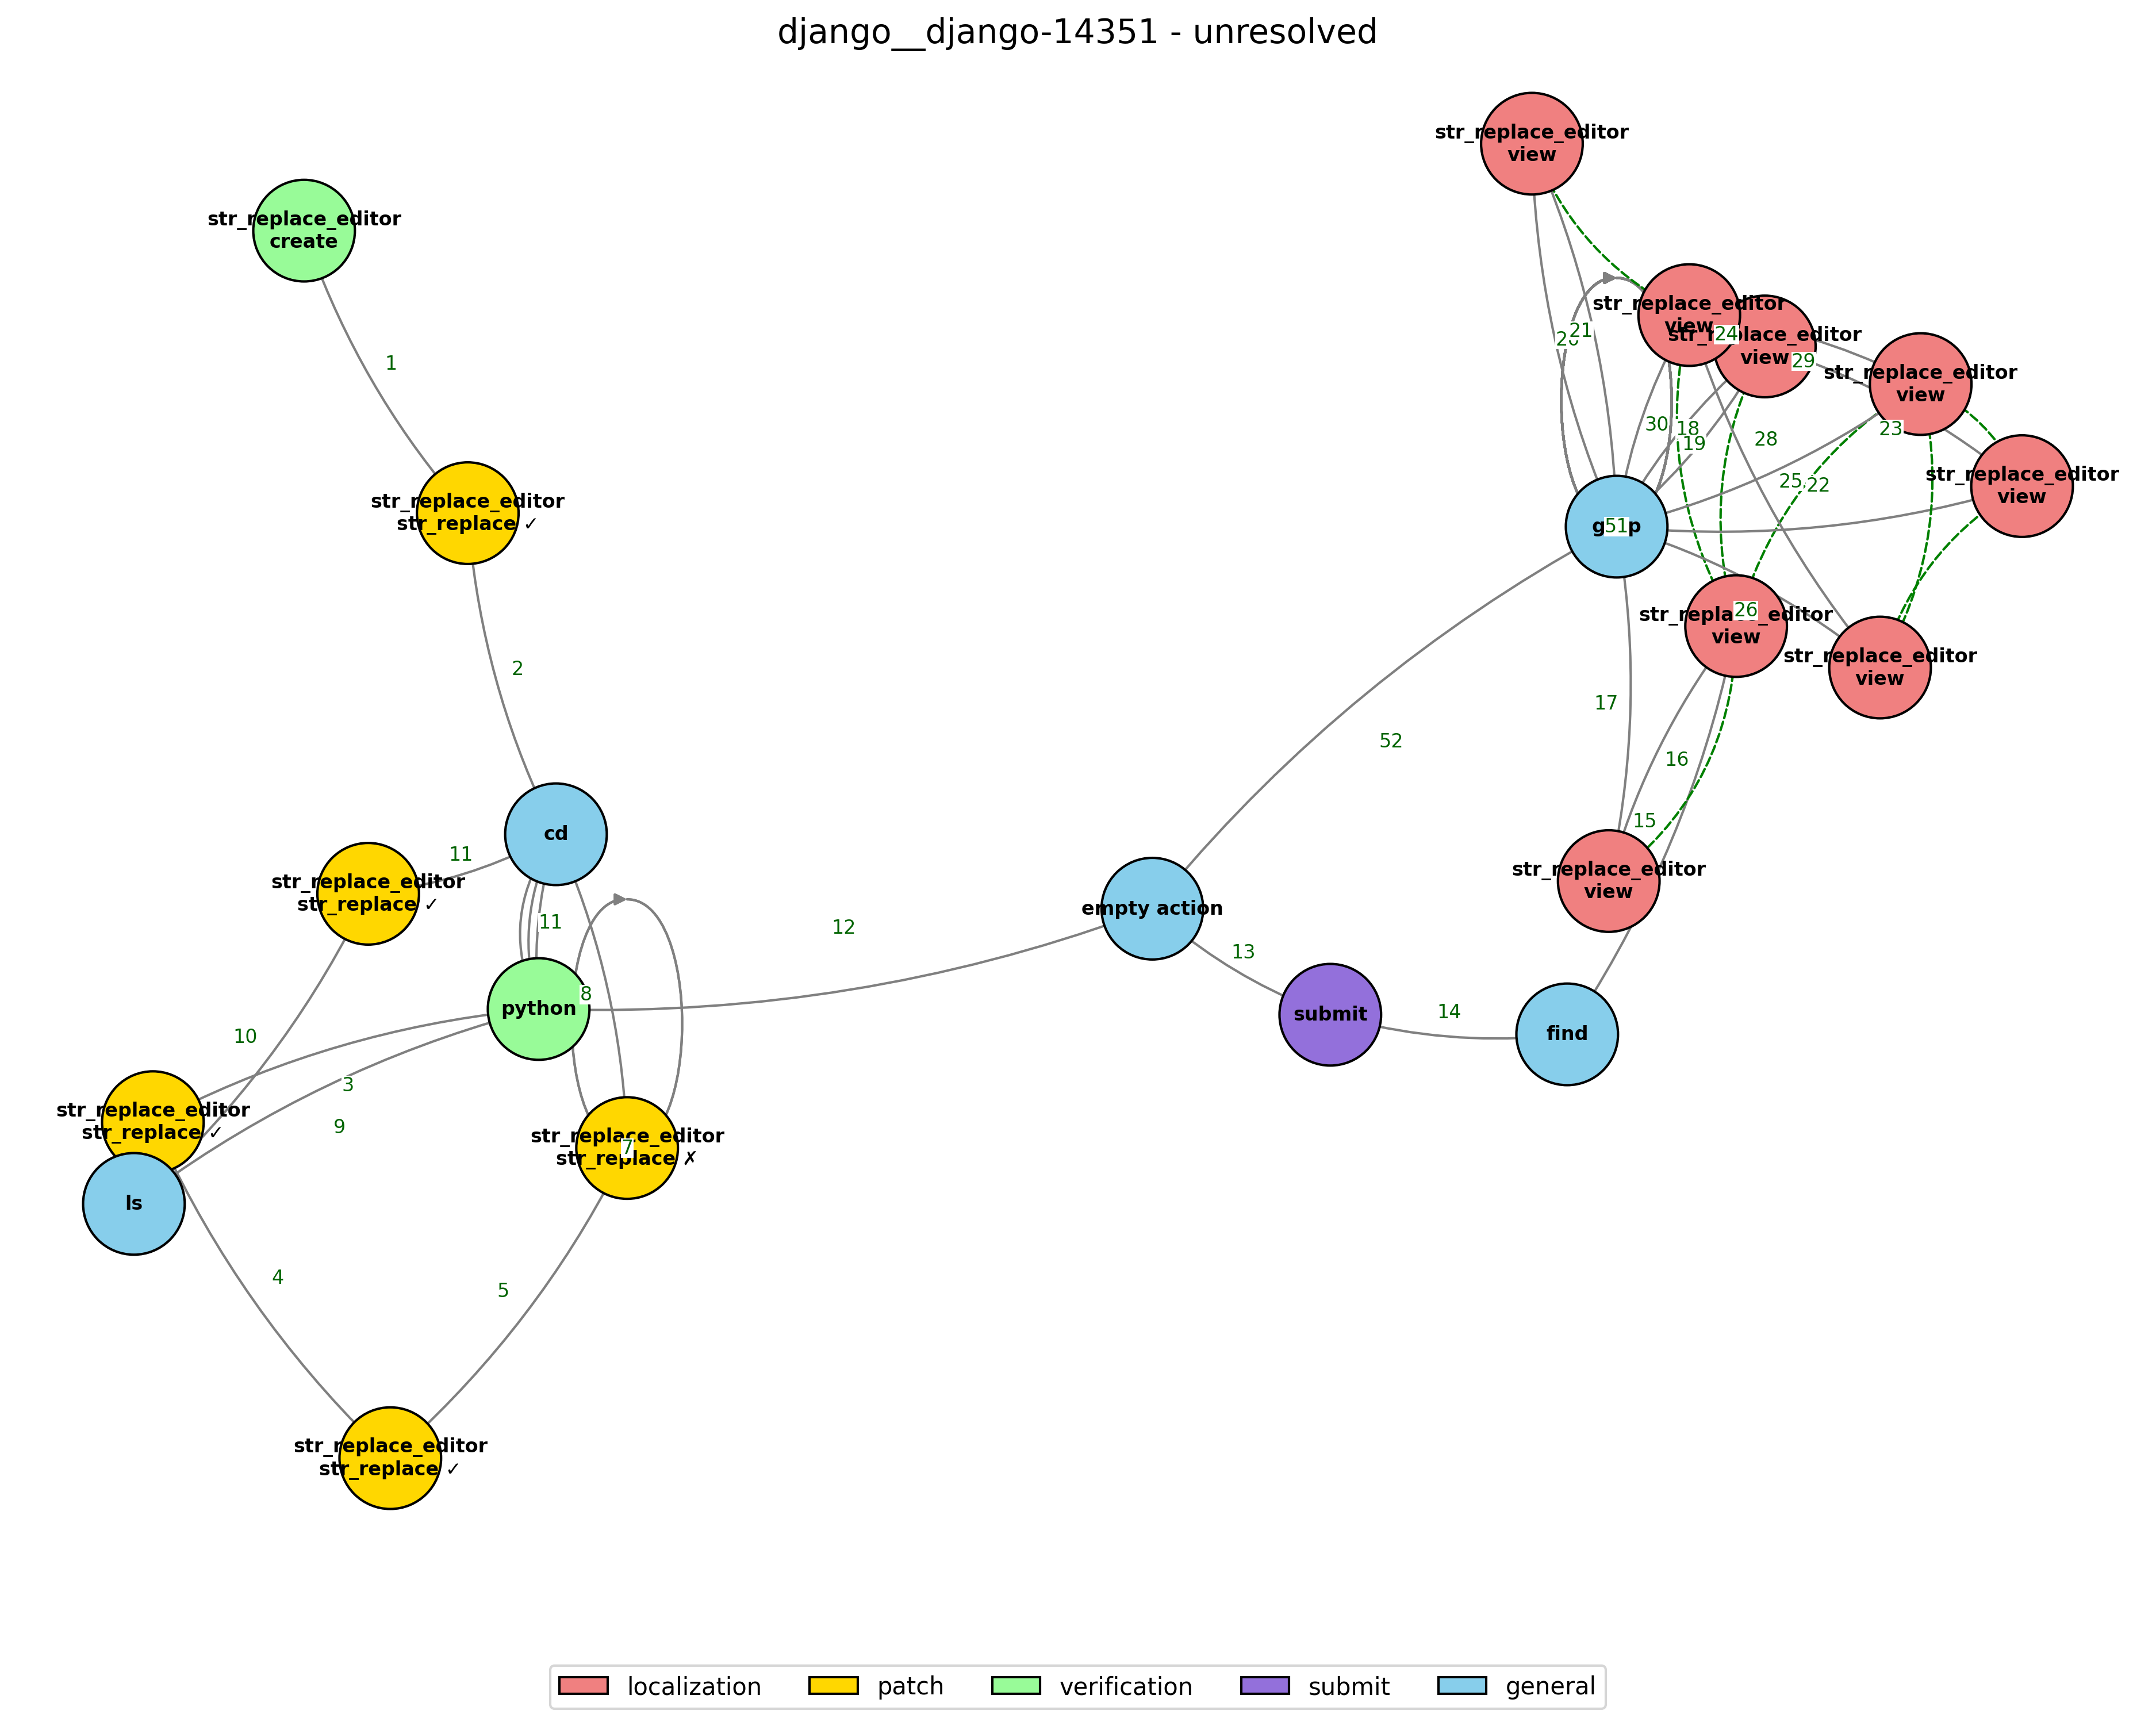 django__django-14351 - unresolved
str_replace_editor
view
str_replace_editor
create
1
str_replace_editor
view
21
24
str_replace_editor
view
29
str_replace_editor
view
30
18
19
28
23
25
22
str_replace_editor
view
str_replace_editor
str_replace ✓
51
2
26
str_replace_editor
view
str_replace_editor
view
17
52
16
15
cd
11
str_replace_editor
str_replace ✓
11
str_replace_editor
view
empty action
12
13
8
python
submit
14
find
10
3
9
str_replace_editor
str_replace ✓
str_replace_editor
str_replace ✗
7
ls
4
5
str_replace_editor
str_replace ✓
localization
patch
verification
submit
general